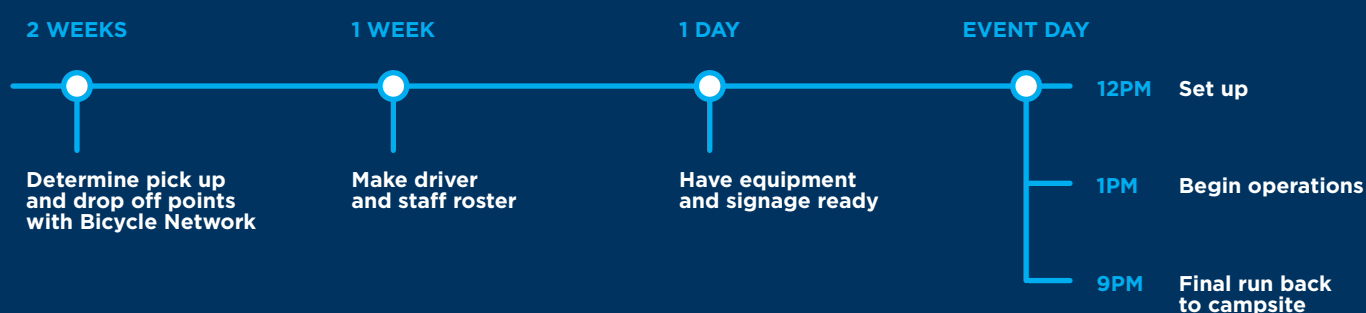 2 WEEKS
Determine pick up
and drop off points
with Bicycle Network
1 WEEK
Make driver
and staff roster
1 DAY
Have equipment
and signage ready
EVENT DAY
12PM Set up
1PM Begin operations
9PM Final run back
to campsite